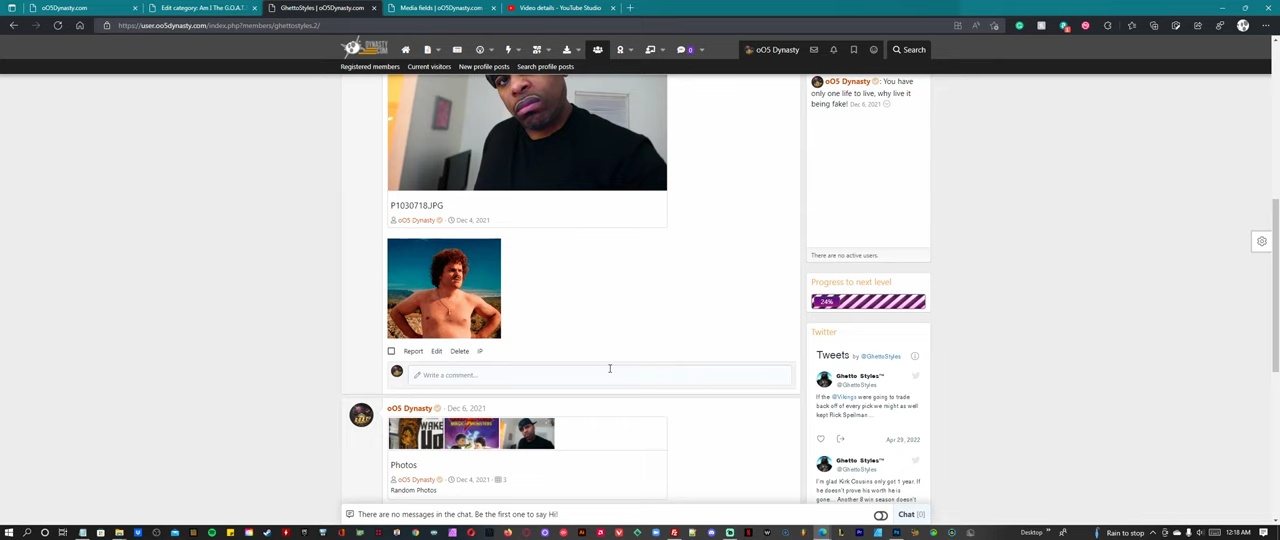 oO5Dynasty.com
Edit category: Am I The G.O.A.T
GhettoStyles | oO5Dynasty.com
Media fields | oO5Dynasty.com
Video details - YouTube Studio
https://user.oo5dynasty.com/index.php?members/ghettostyles.2/
DYNASTY
.COM
0
oO5 Dynasty
Search
Registered members
Current visitors
New profile posts
Search profile posts
P1030718.JPG
oO5 Dynasty · Dec 4, 2021
Report Edit Delete IP
Write a comment...
oO5 Dynasty · Dec 6, 2021
WAKE
UP
Photos
oO5 Dynasty · Dec 4, 2021 · 3
Random Photos
oO5 Dynasty : You have
only one life to live, why live it
being fake! Dec 6, 2021
There are no active users.
Progress to next level
24%
Twitter
Tweets by @GhettoStyles
Ghetto Styles™
@GhettoStyles
If the @Vikings were going to trade
back off of every pick we might as well
kept Rick Spelman ...
Apr 29, 2022
Ghetto Styles™
@GhettoStyles
I'm glad Kirk Cousins only got 1 year. If
he doesn't prove his worth he is
gone... Another 8 win season doesn't
There are no messages in the chat. Be the first one to say Hi!
Chat [0]
Desktop
Rain to stop
12:18 AM